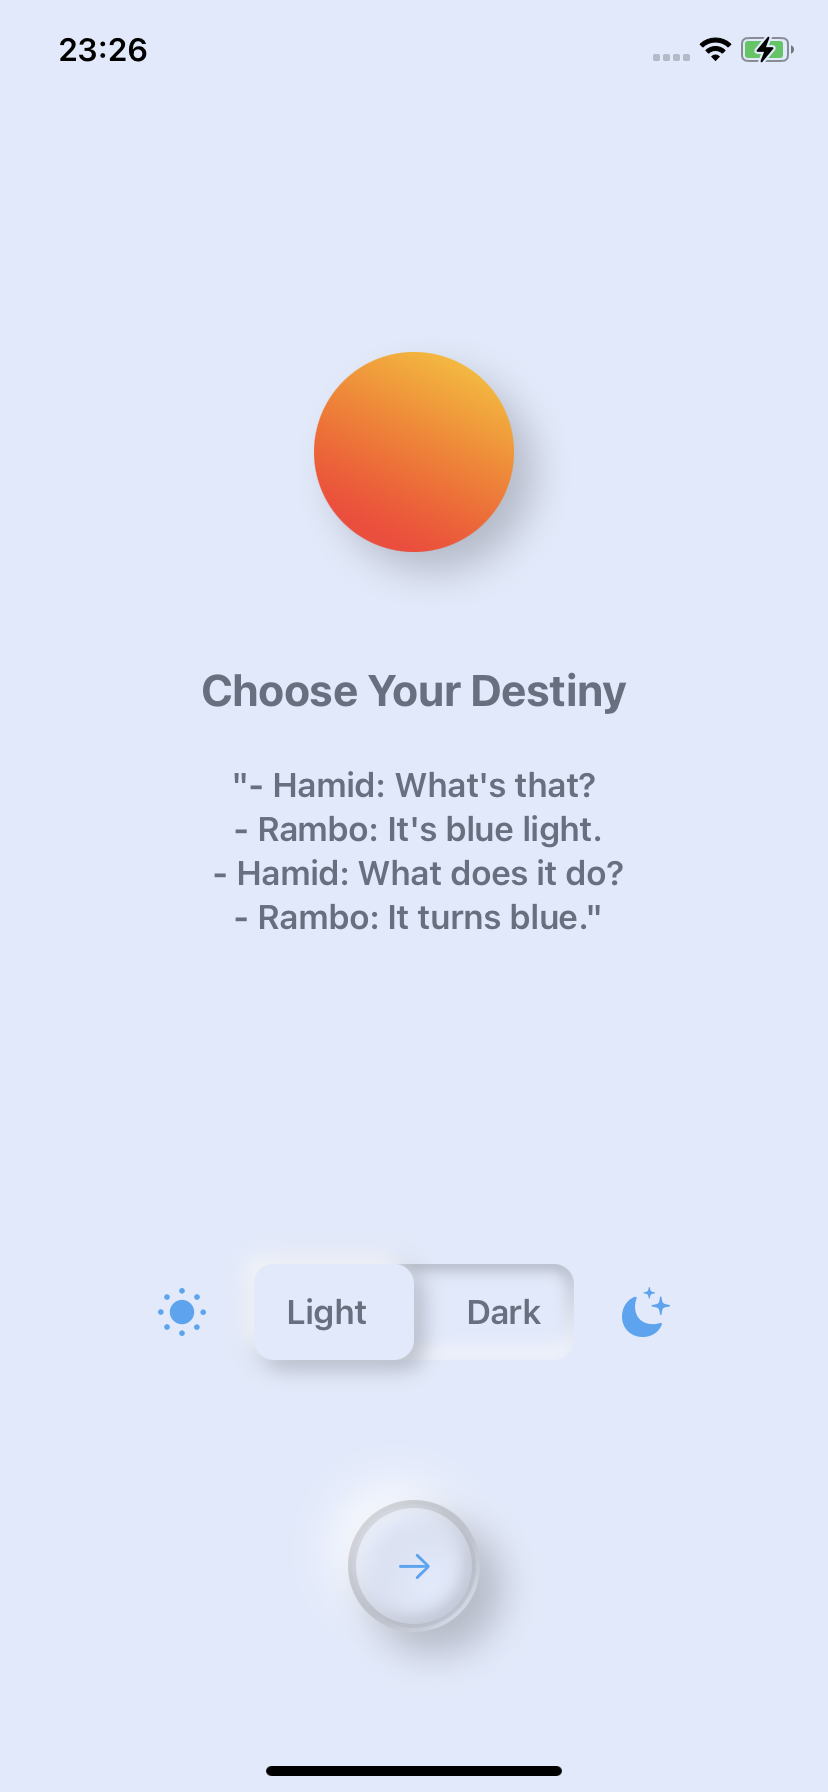 23:26
Choose Your Destiny
"- Hamid: What's that?
- Rambo: It's blue light.
- Hamid: What does it do?
- Rambo: It turns blue."
Light
Dark